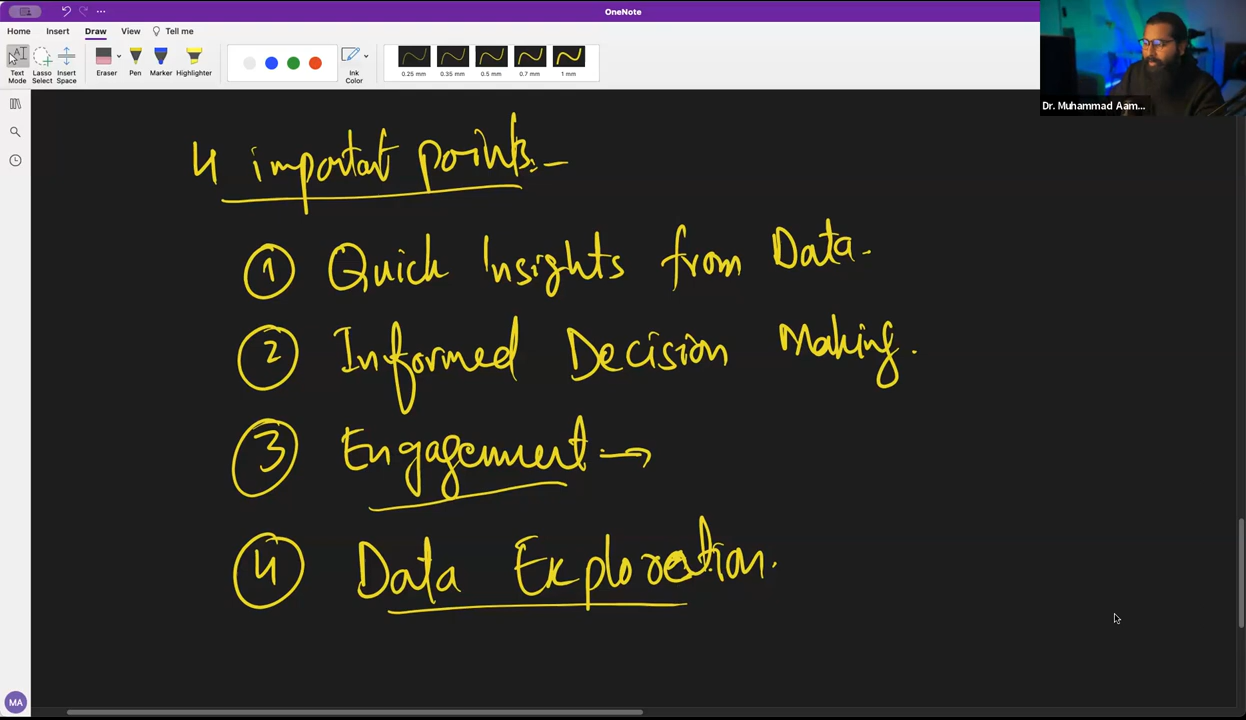 OneNote
Home Insert Draw View Tell me
Text Mode
Lasso Select
Insert Space
Eraser
Pen
Marker
Highlighter
Ink Color
0.25 mm
0.35 mm
0.5 mm
0.7 mm
1 mm
Dr. Muhammad Aam...
4 important points:-
1 Quick Insights from Data.
2 Informed Decision Making.
3 Engagement →
4 Data Exploration.
MA